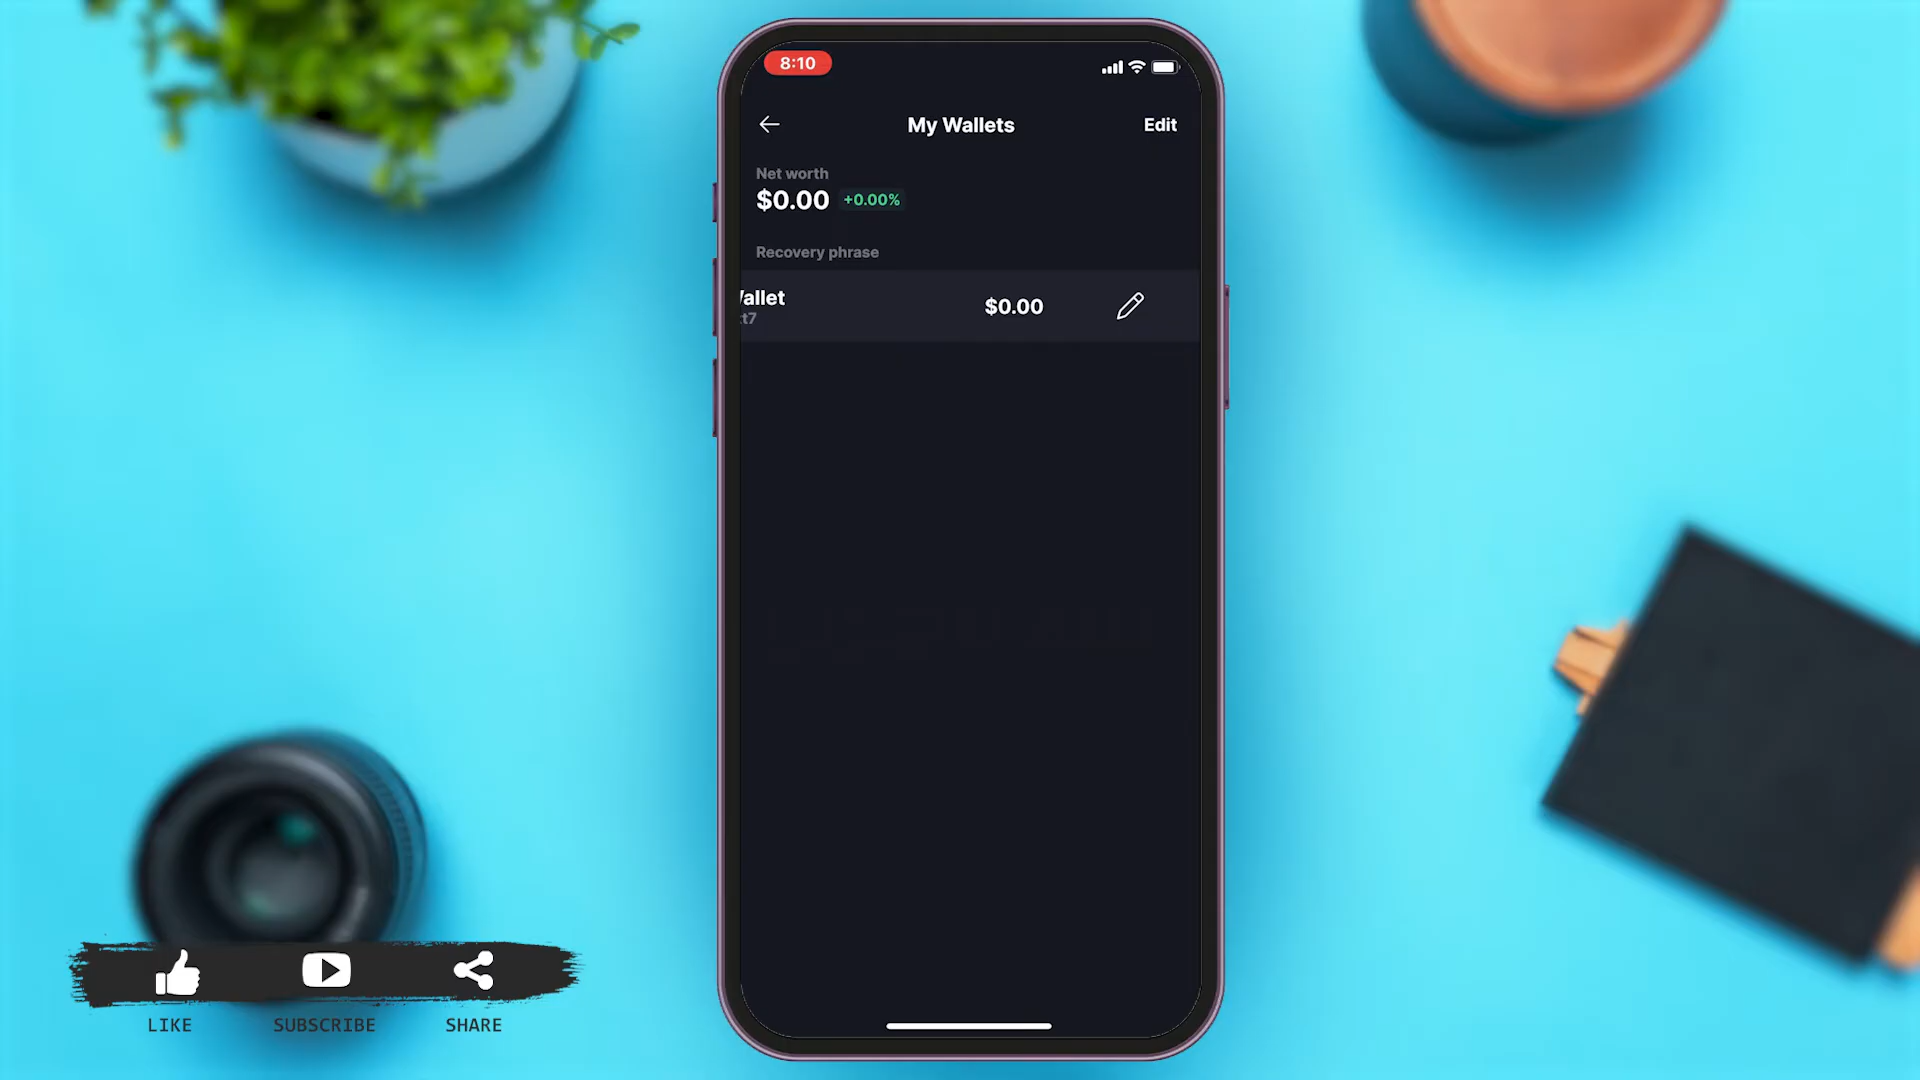 8:10
My Wallets
Edit
Net worth
$0.00 +0.00%
Recovery phrase
allet
t7
$0.00
LIKE
SUBSCRIBE
SHARE